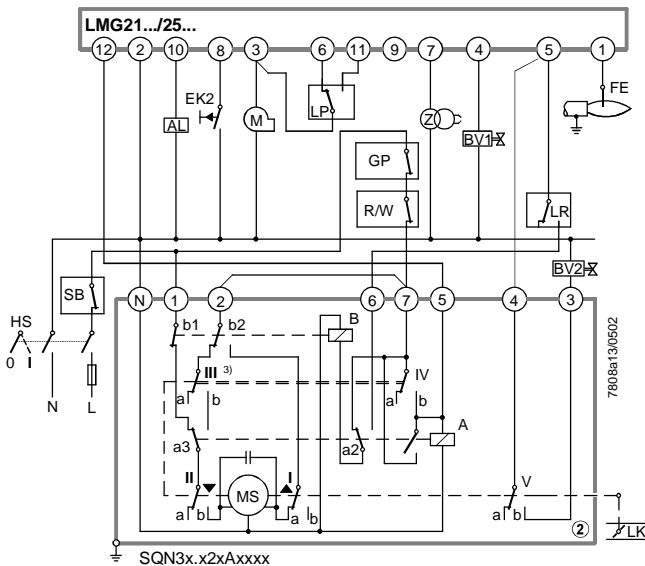 LMG21.../25...
12 2 10 8 3 6 11 9 7 4 5 1
EK2
FE
AL
M
LP
Z
BV1
GP
R/W
LR
BV2
SB
HS
0 I
N L
N 1 2 6 7 5 4 3
b1 b2 B
III 3) IV
a b a b
A
a3 a2
II I V
MS
a b a b a b
2
LK
SQN3x.x2xAxxxx
7808a13/0502